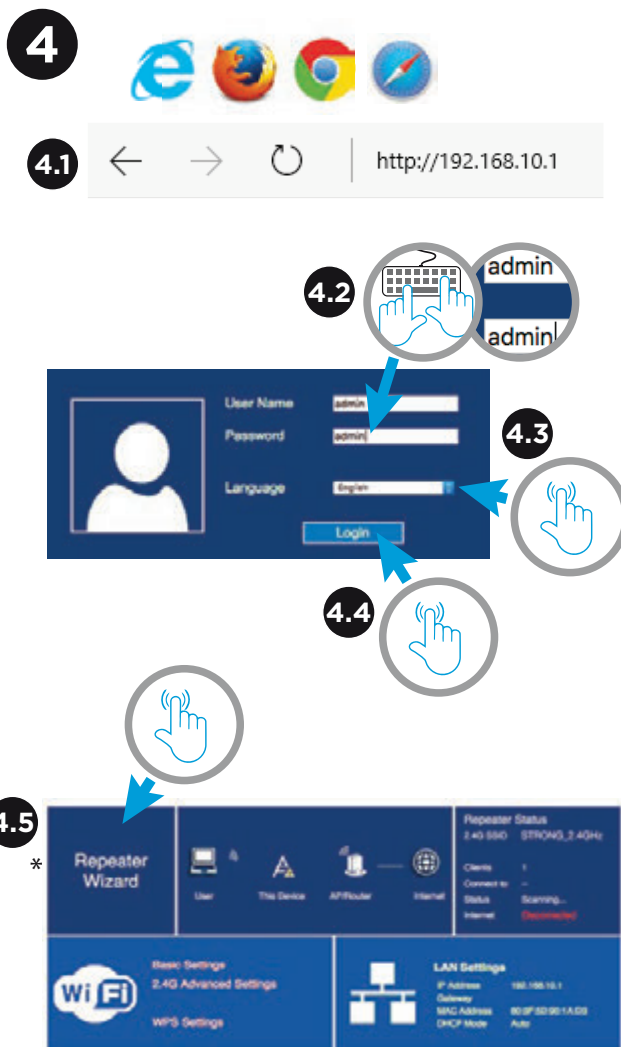 4
4.1
http://192.168.10.1
4.2
admin
admin
User Name admin
Password admin
4.3
Language English
Login
4.4
4.5
*
Repeater
Wizard
User
This Device
AP/Router
Internet
Repeater Status
2.4G SSID STRONG_2.4GHz
Clients 1
Connect to --
Status Scanning...
Internet Disconnected
Wi Fi
Basic Settings
2.4G Advanced Settings
WPS Settings
LAN Settings
IP Address 192.168.10.1
Gateway
MAC Address
DHCP Mode Auto